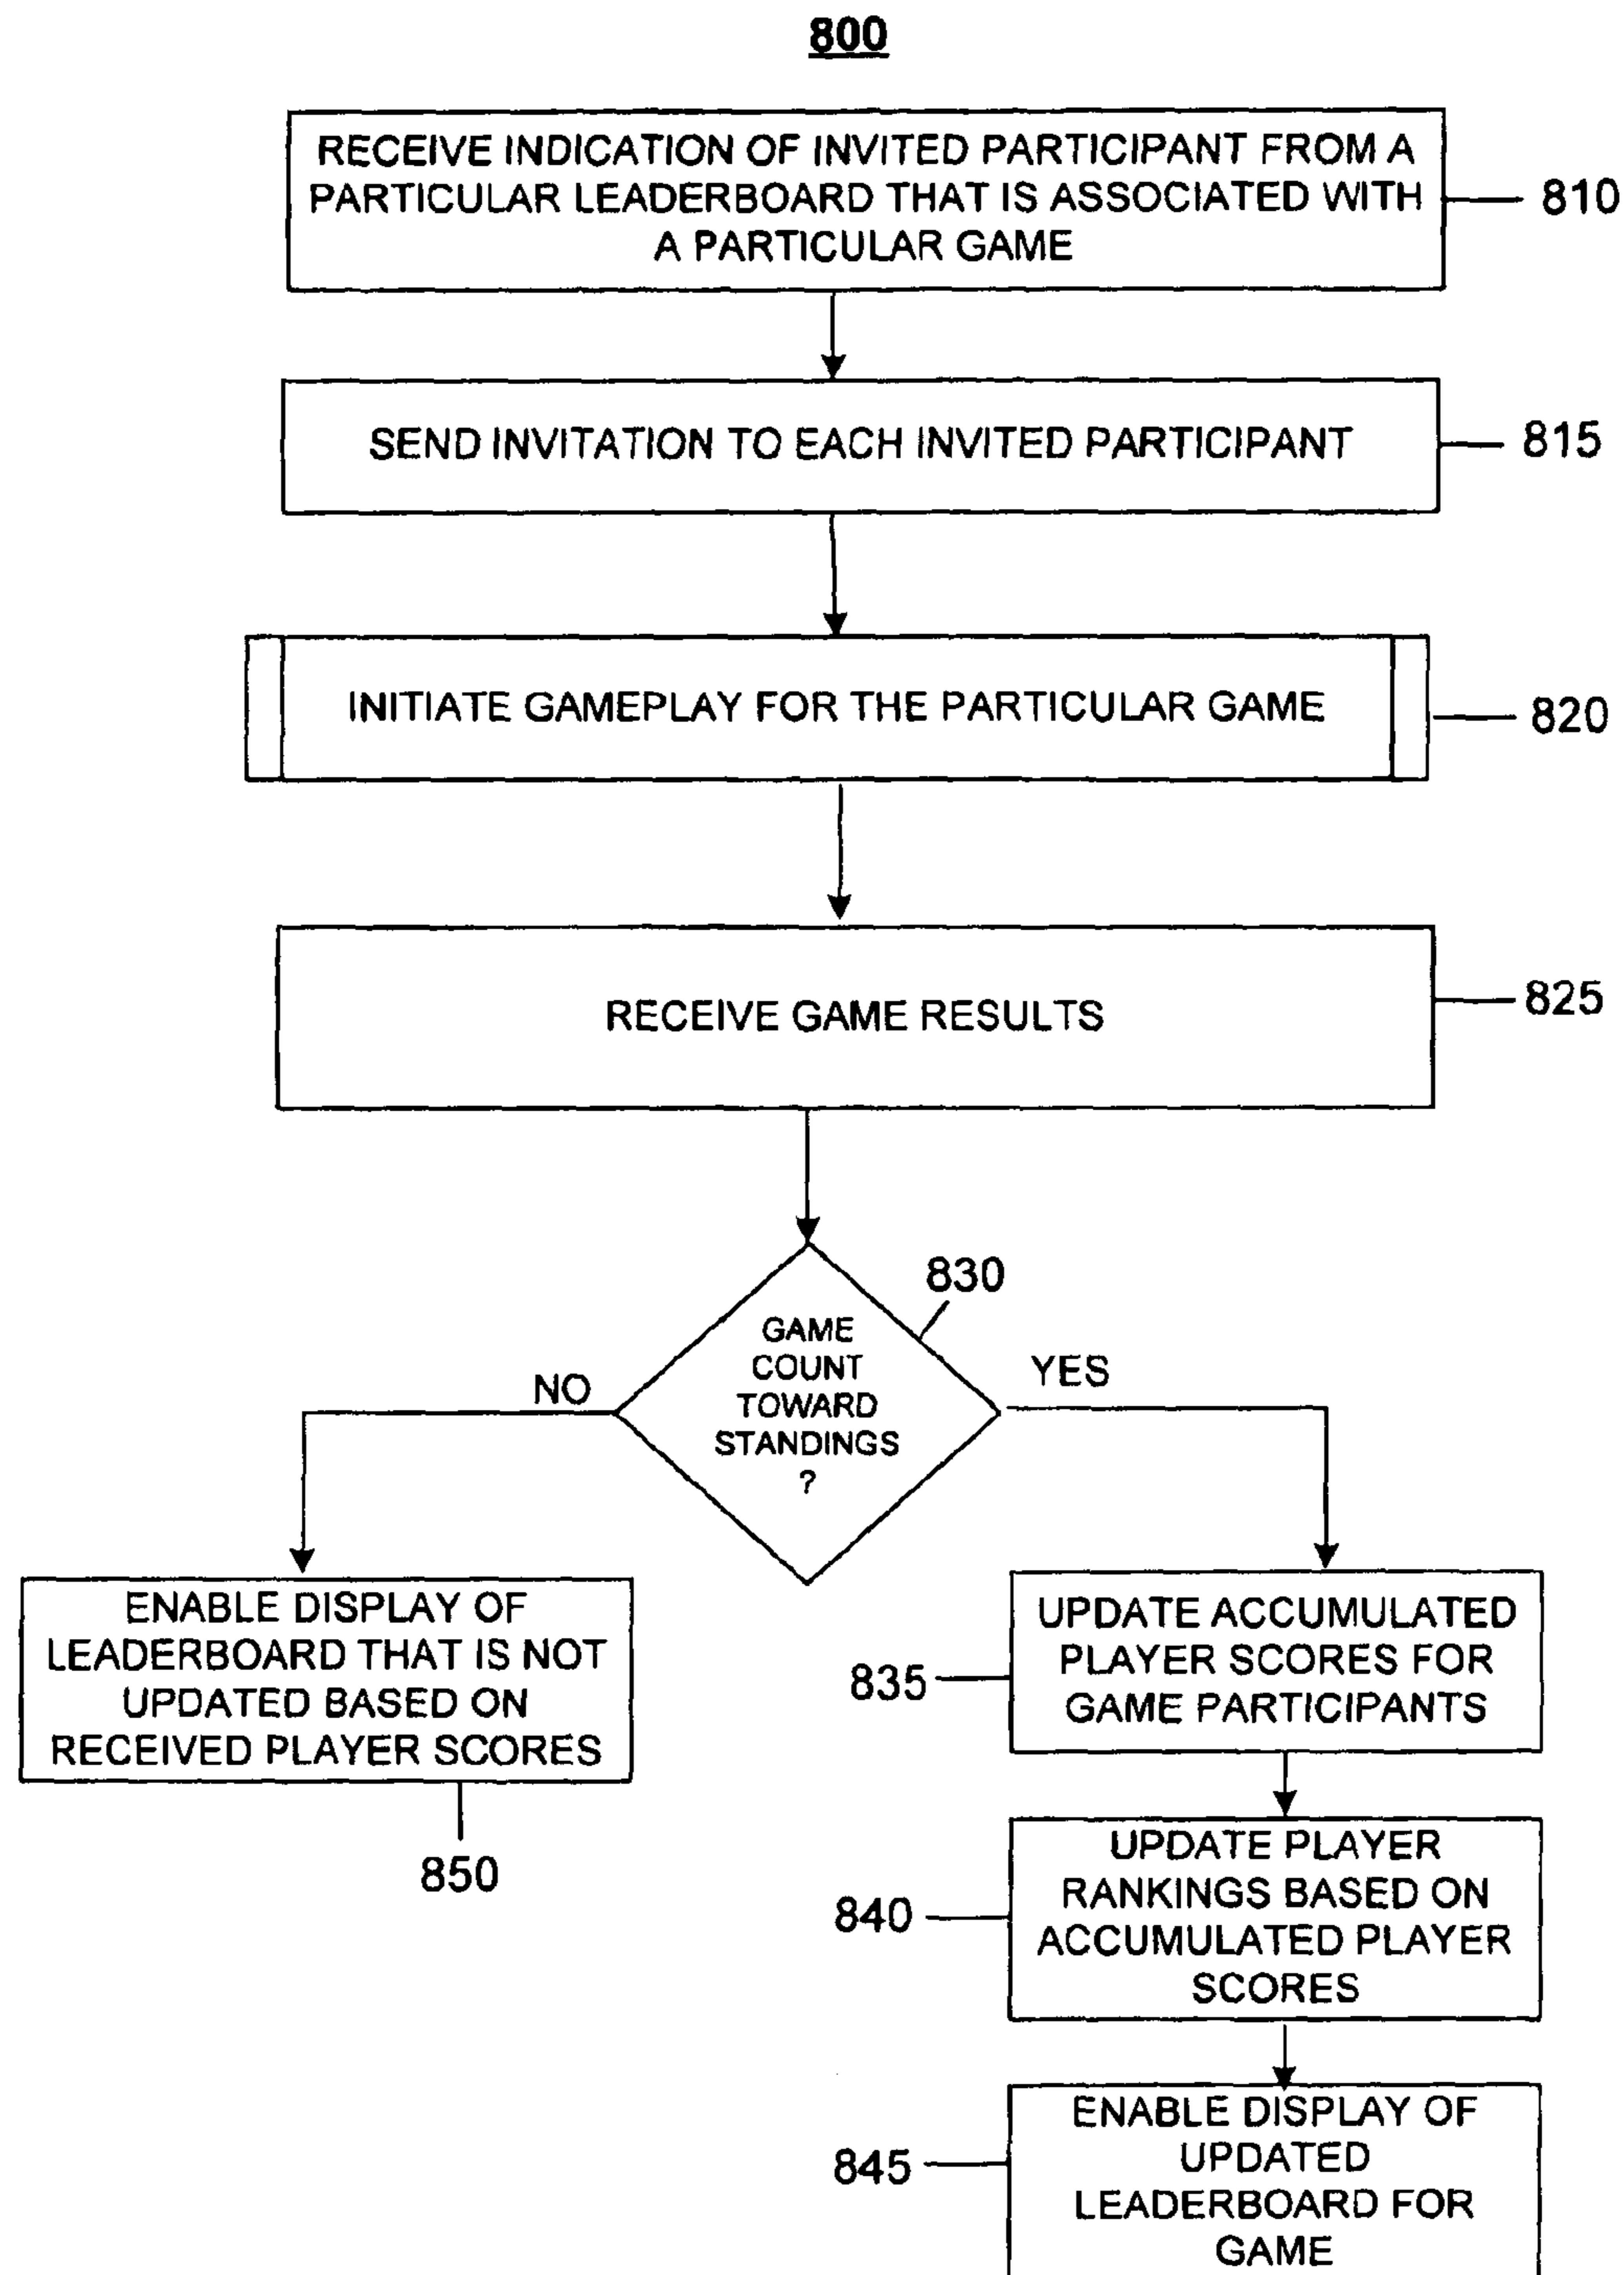 800
RECEIVE INDICATION OF INVITED PARTICIPANT FROM A
PARTICULAR LEADERBOARD THAT IS ASSOCIATED WITH
A PARTICULAR GAME
810
SEND INVITATION TO EACH INVITED PARTICIPANT
815
INITIATE GAMEPLAY FOR THE PARTICULAR GAME
820
RECEIVE GAME RESULTS
825
830
GAME
COUNT
TOWARD
STANDINGS
?
NO
YES
ENABLE DISPLAY OF
LEADERBOARD THAT IS NOT
UPDATED BASED ON
RECEIVED PLAYER SCORES
850
UPDATE ACCUMULATED
PLAYER SCORES FOR
GAME PARTICIPANTS
835
UPDATE PLAYER
RANKINGS BASED ON
ACCUMULATED PLAYER
SCORES
840
ENABLE DISPLAY OF
UPDATED
LEADERBOARD FOR
GAME
845